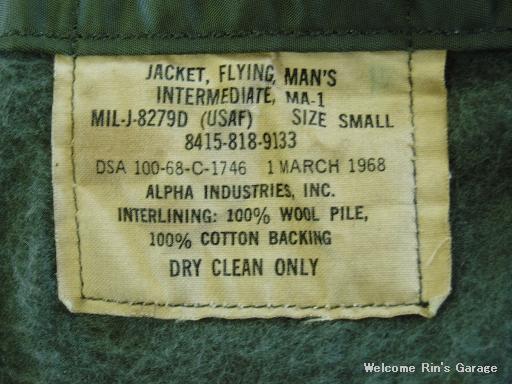 JACKET, FLYING, MAN'S
INTERMEDIATE, MA-1
MIL-J-8279D (USAF) SIZE SMALL
8415-818-9133
DSA 100-68-C-1746 1 MARCH 1968
ALPHA INDUSTRIES, INC.
INTERLINING: 100% WOOL PILE,
100% COTTON BACKING
DRY CLEAN ONLY
Welcome Rin's Garage